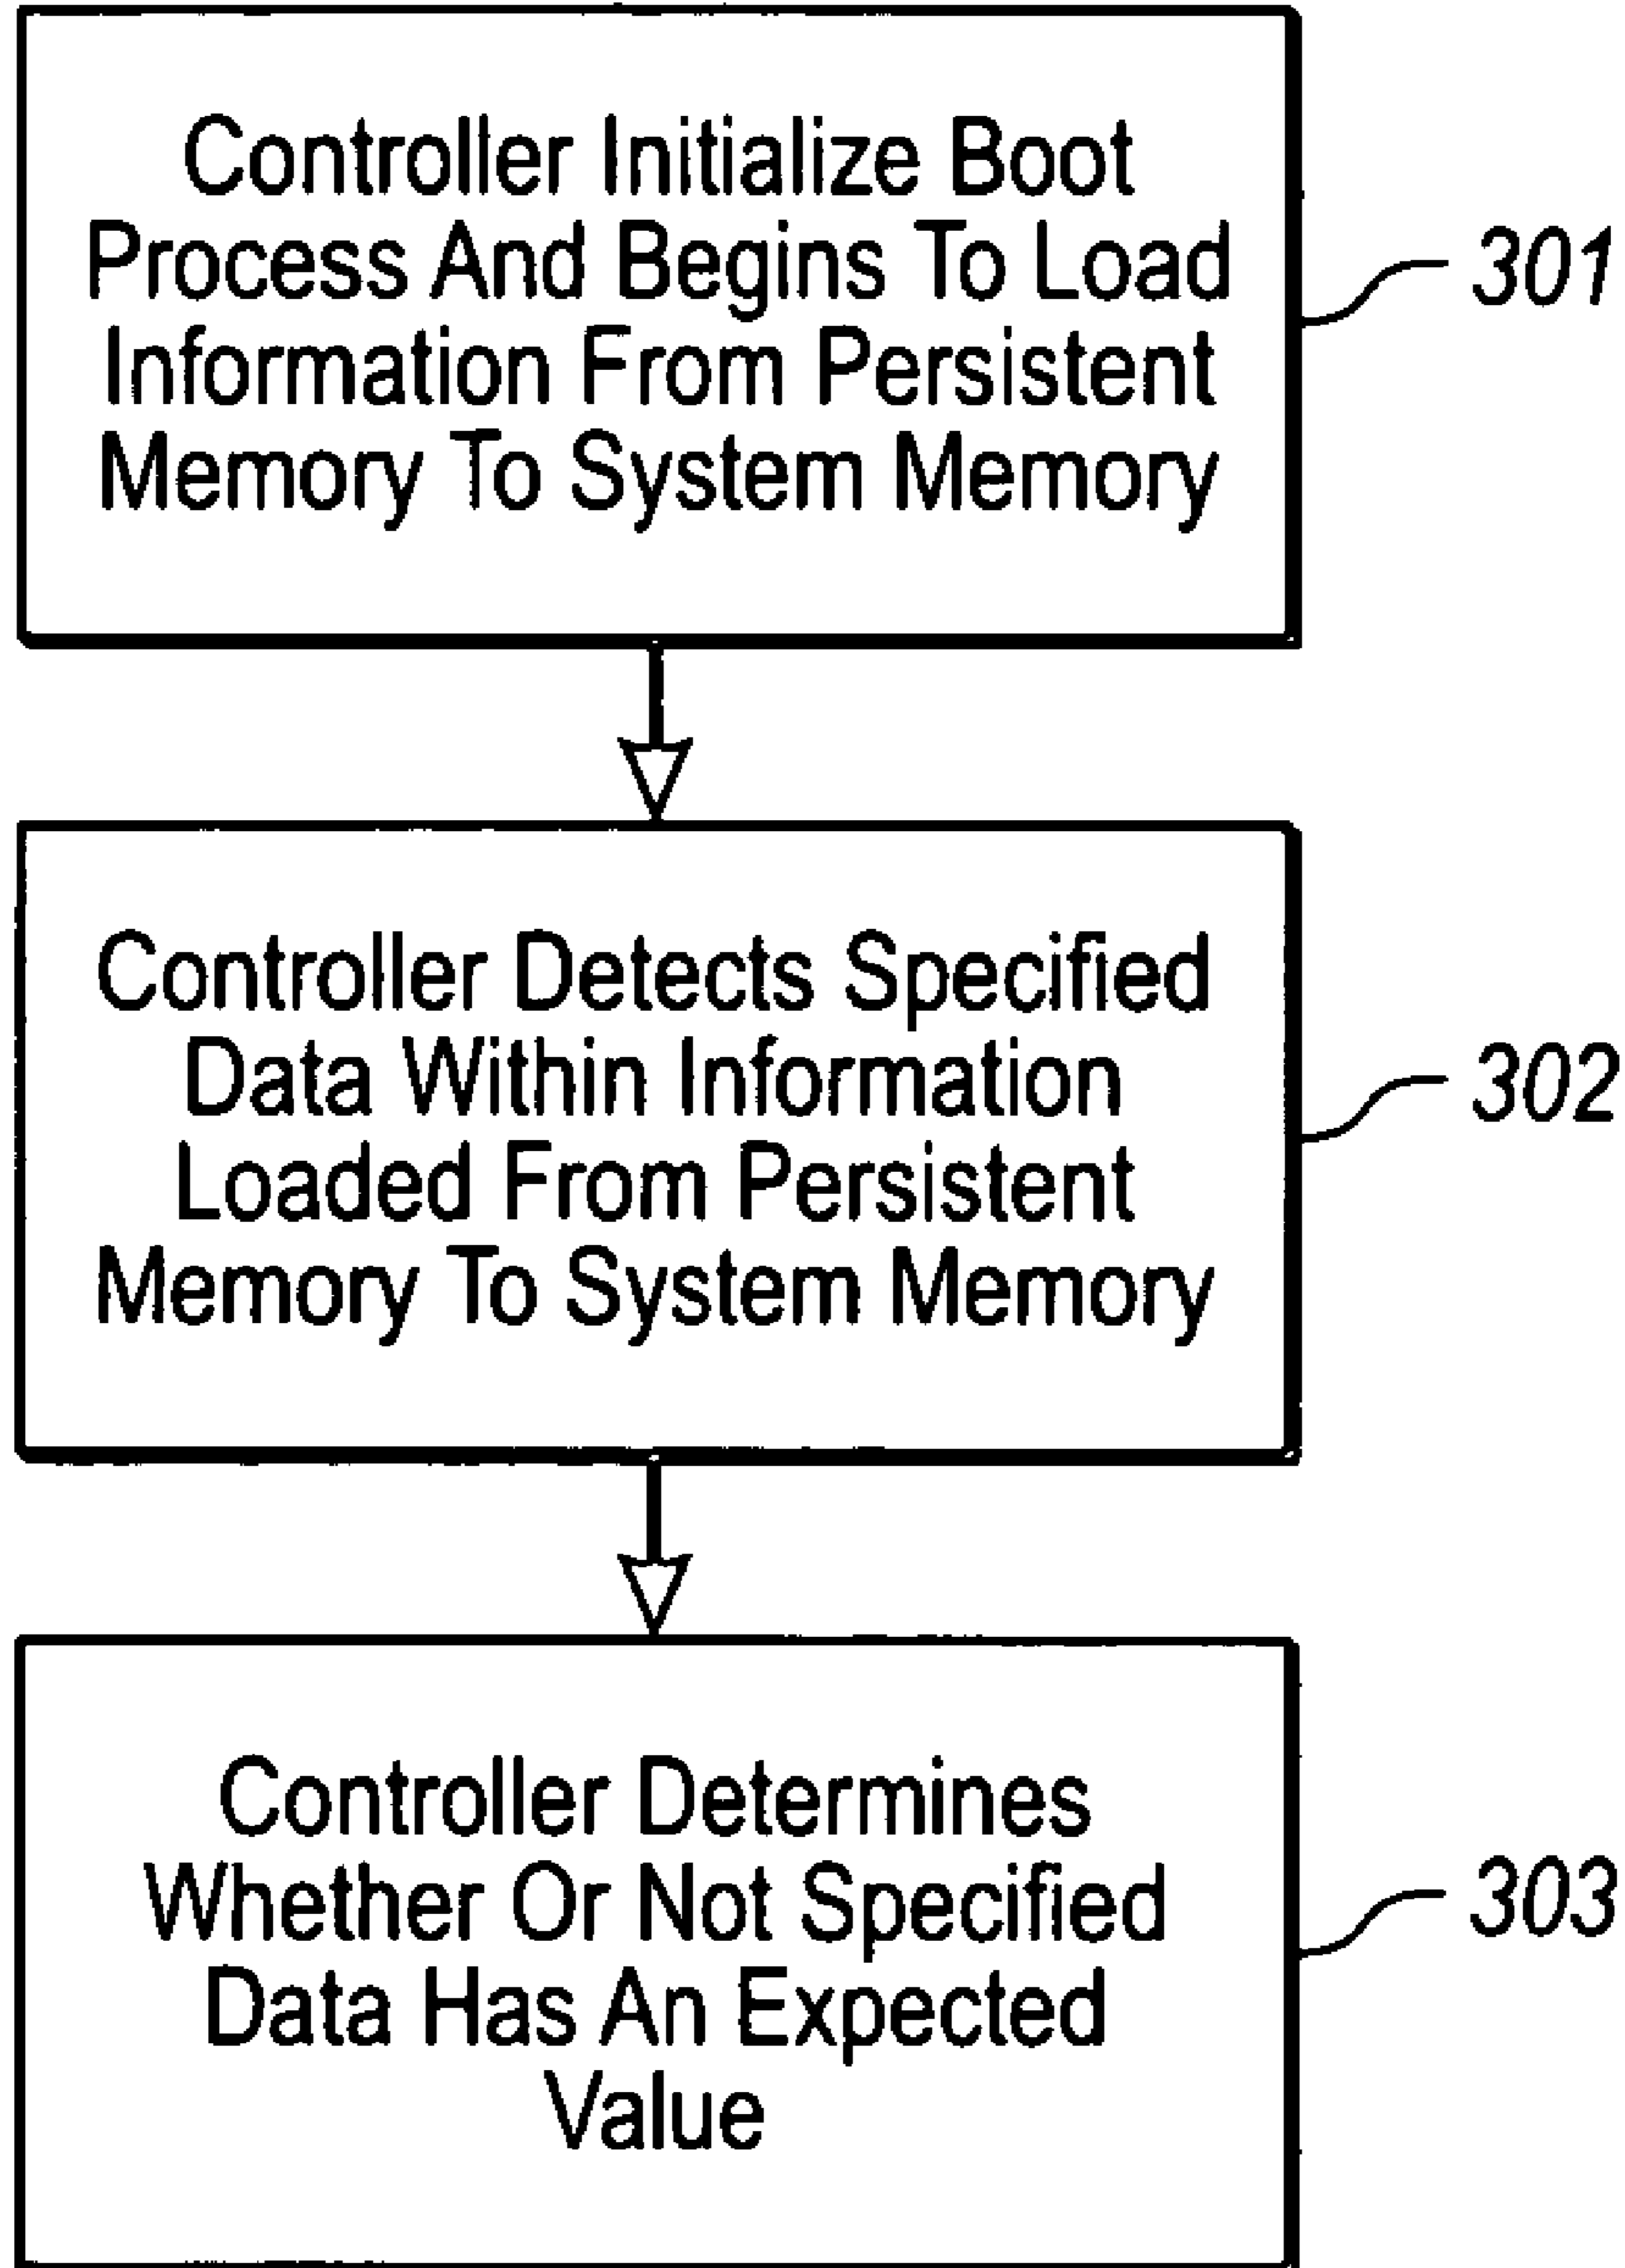 Controller Initialize Boot
Process And Begins To Load
Information From Persistent
Memory To System Memory
301
Controller Detects Specified
Data Within Information
Loaded From Persistent
Memory To System Memory
302
Controller Determines
Whether Or Not Specified
Data Has An Expected
Value
303